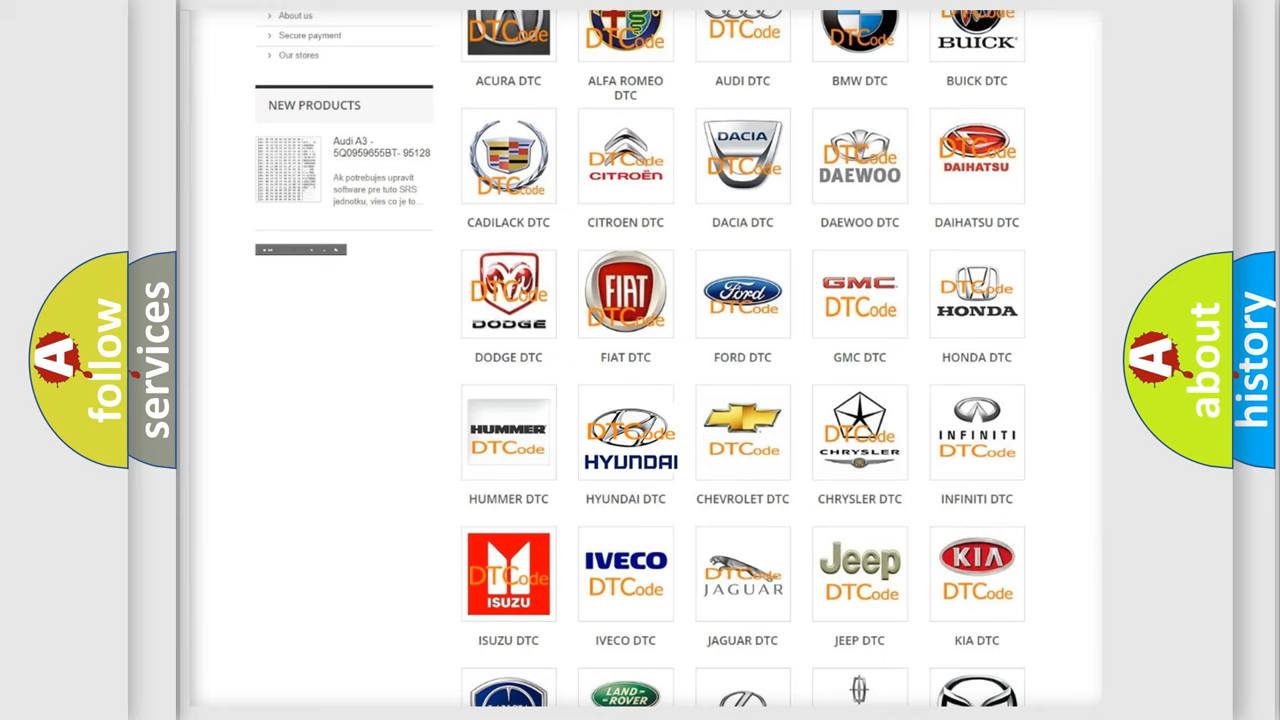 About us
Secure payment
Our stores
NEW PRODUCTS
Audi A3 -
5Q0959655BT- 95128
Ak potrebujes upravit
software pre tuto SRS
jednotku, vies co je to...
DTCode
DTCode
DTCode
DTCode
DTCode
BUICK
ACURA DTC
ALFA ROMEO
DTC
AUDI DTC
BMW DTC
BUICK DTC
DTCode
DTCode
CITROËN
DACIA
DTCode
DTCode
DAEWOO
DTCode
DAIHATSU
CADILACK DTC
CITROEN DTC
DACIA DTC
DAEWOO DTC
DAIHATSU DTC
DTCode
DODGE
FIAT
DTCode
Ford
DTCode
GMC
DTCode
DTCode
HONDA
DODGE DTC
FIAT DTC
FORD DTC
GMC DTC
HONDA DTC
HUMMER
DTCode
DTCode
HYUNDAI
DTCode
DTCode
CHRYSLER
INFINITI
DTCode
HUMMER DTC
HYUNDAI DTC
CHEVROLET DTC
CHRYSLER DTC
INFINITI DTC
DTCode
ISUZU
IVECO
DTCode
DTCode
JAGUAR
Jeep
DTCode
KIA
DTCode
ISUZU DTC
IVECO DTC
JAGUAR DTC
JEEP DTC
KIA DTC
LAND-
ROVER
A
follow
services
A
about
history